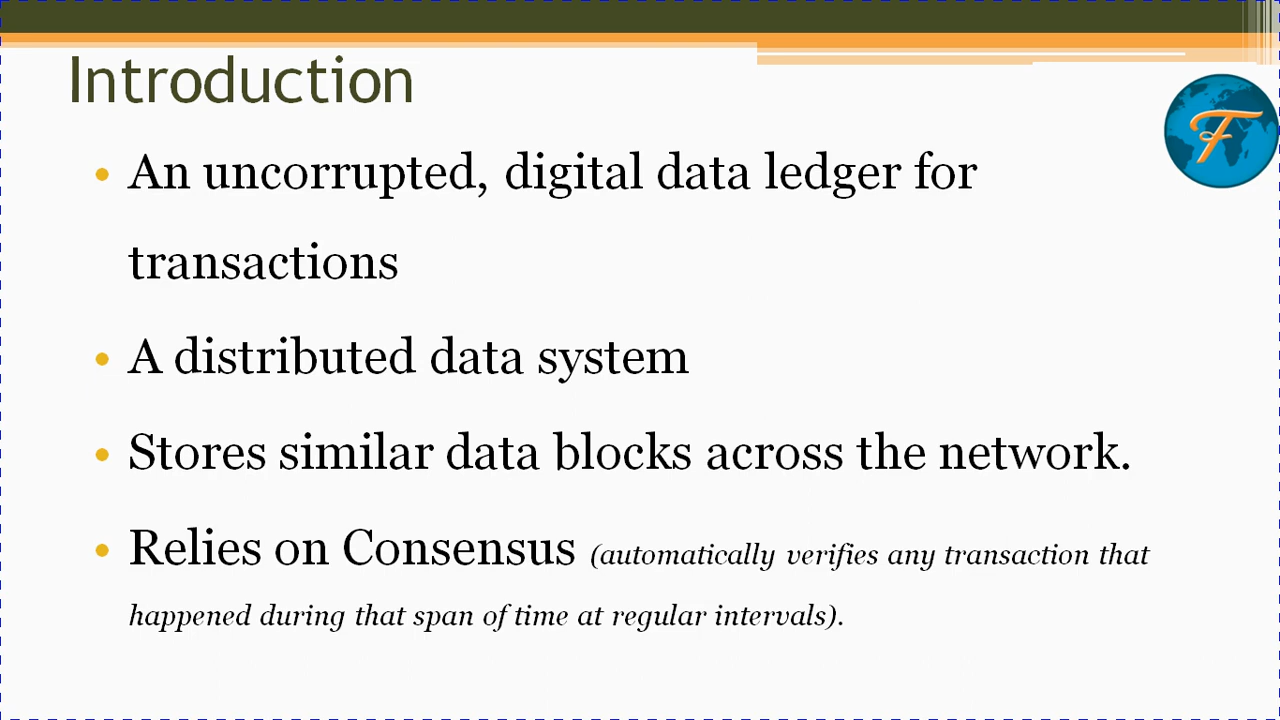 Introduction
• An uncorrupted, digital data ledger for
transactions
• A distributed data system
• Stores similar data blocks across the network.
• Relies on Consensus (automatically verifies any transaction that
happened during that span of time at regular intervals).